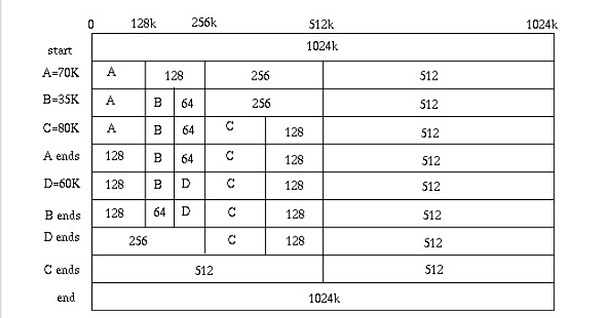 0 128k 256k 512k 1024k
start 1024k
A=70K A 128 256 512
B=35K A B 64 256 512
C=80K A B 64 C 128 512
A ends 128 B 64 C 128 512
D=60K 128 B D C 128 512
B ends 128 64 D C 128 512
D ends 256 C 128 512
C ends 512 512
end 1024k